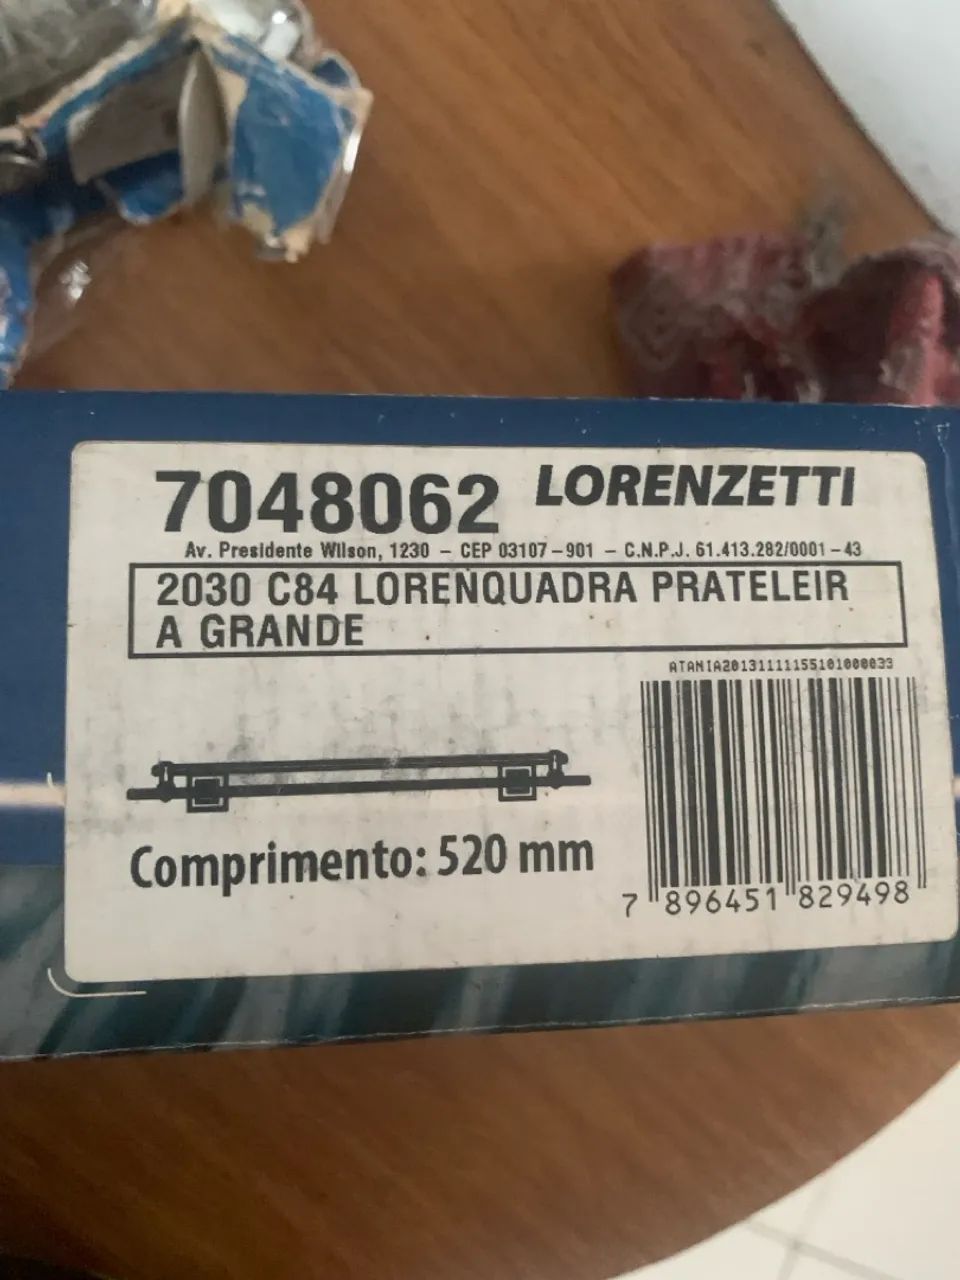 7048062 LORENZETTI
Av. Presidente Wilson, 1230 – CEP 03107-901 – C.N.P.J. 61.413.282/0001-43
2030 C84 LORENQUADRA PRATELEIR
A GRANDE
ATANIA20131111155101000033
Comprimento: 520 mm
7 896451 829498